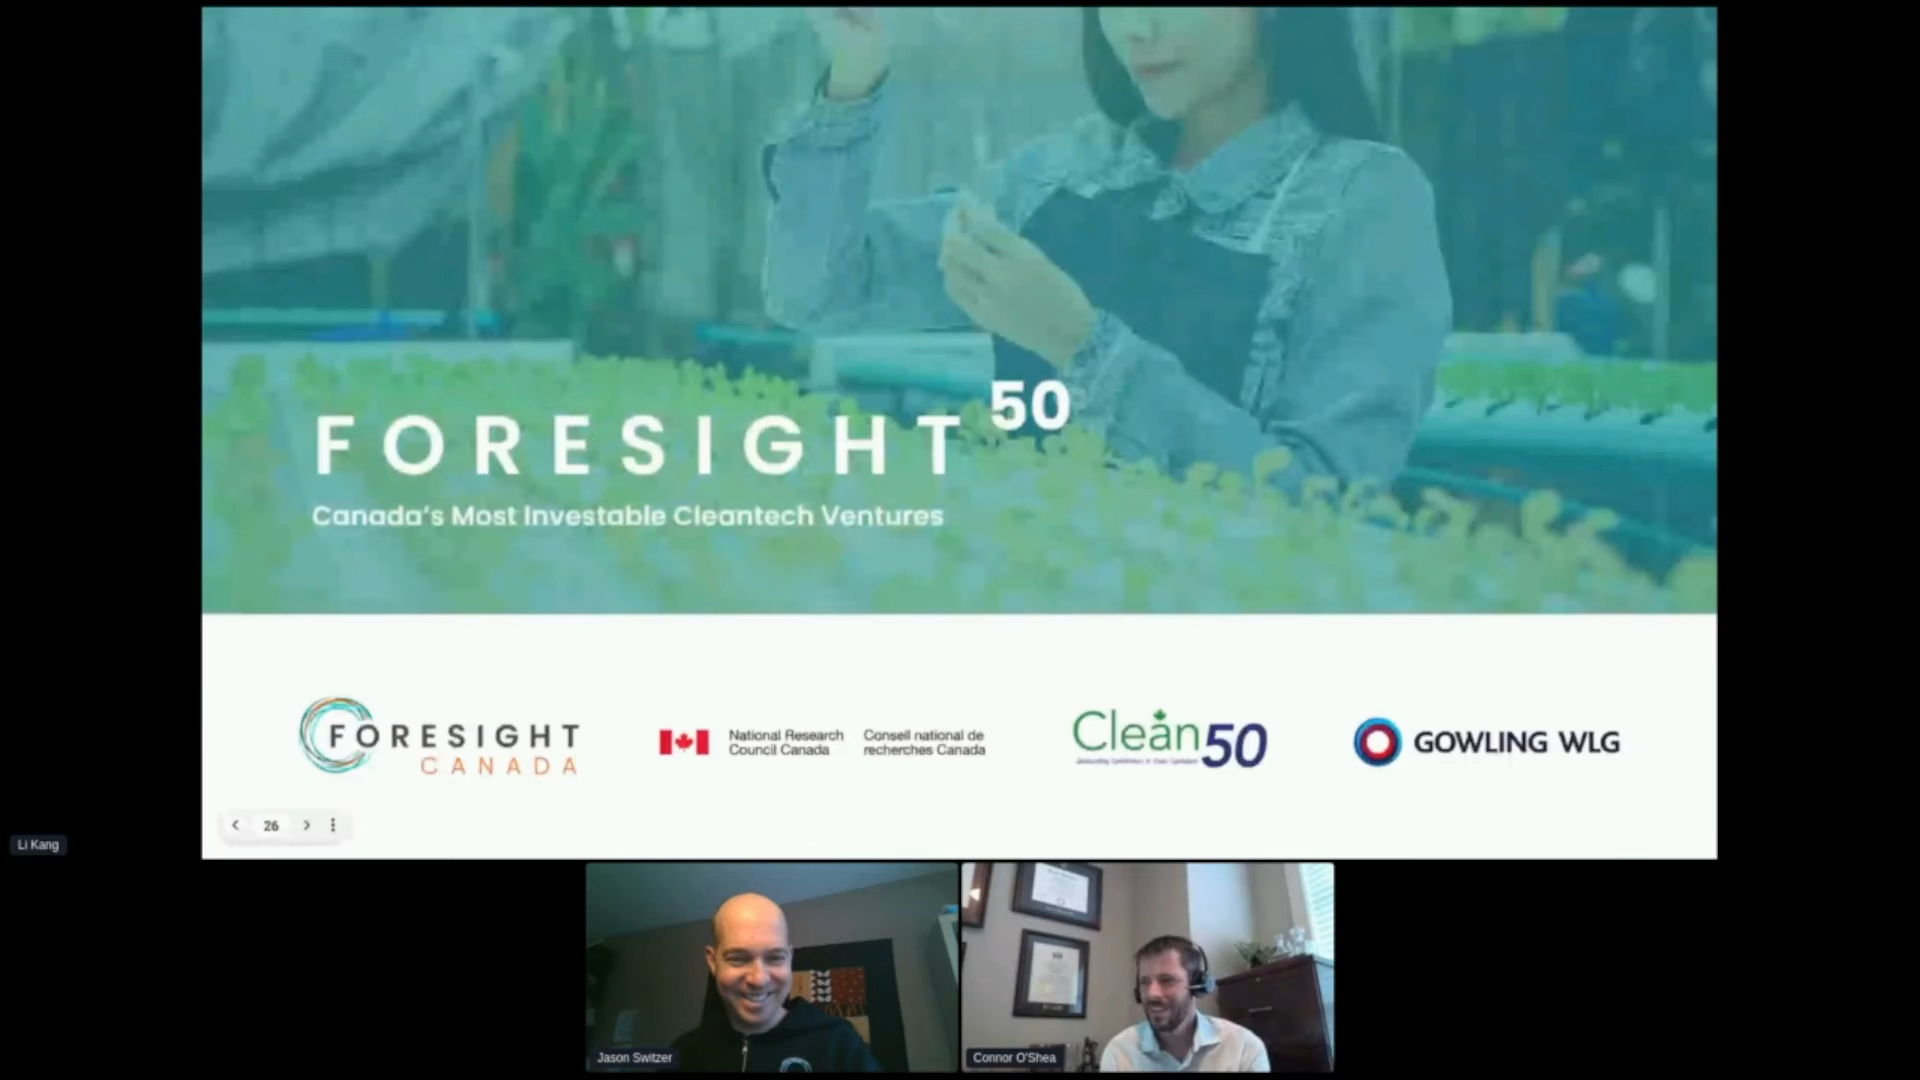 FORESIGHT 50
Canada's Most Investable Cleantech Ventures
FORESIGHT
CANADA
National Research
Council Canada
Conseil national de
recherches Canada
Clean50
GOWLING WLG
26
Li Kang
Jason Switzer
Connor O'Shea